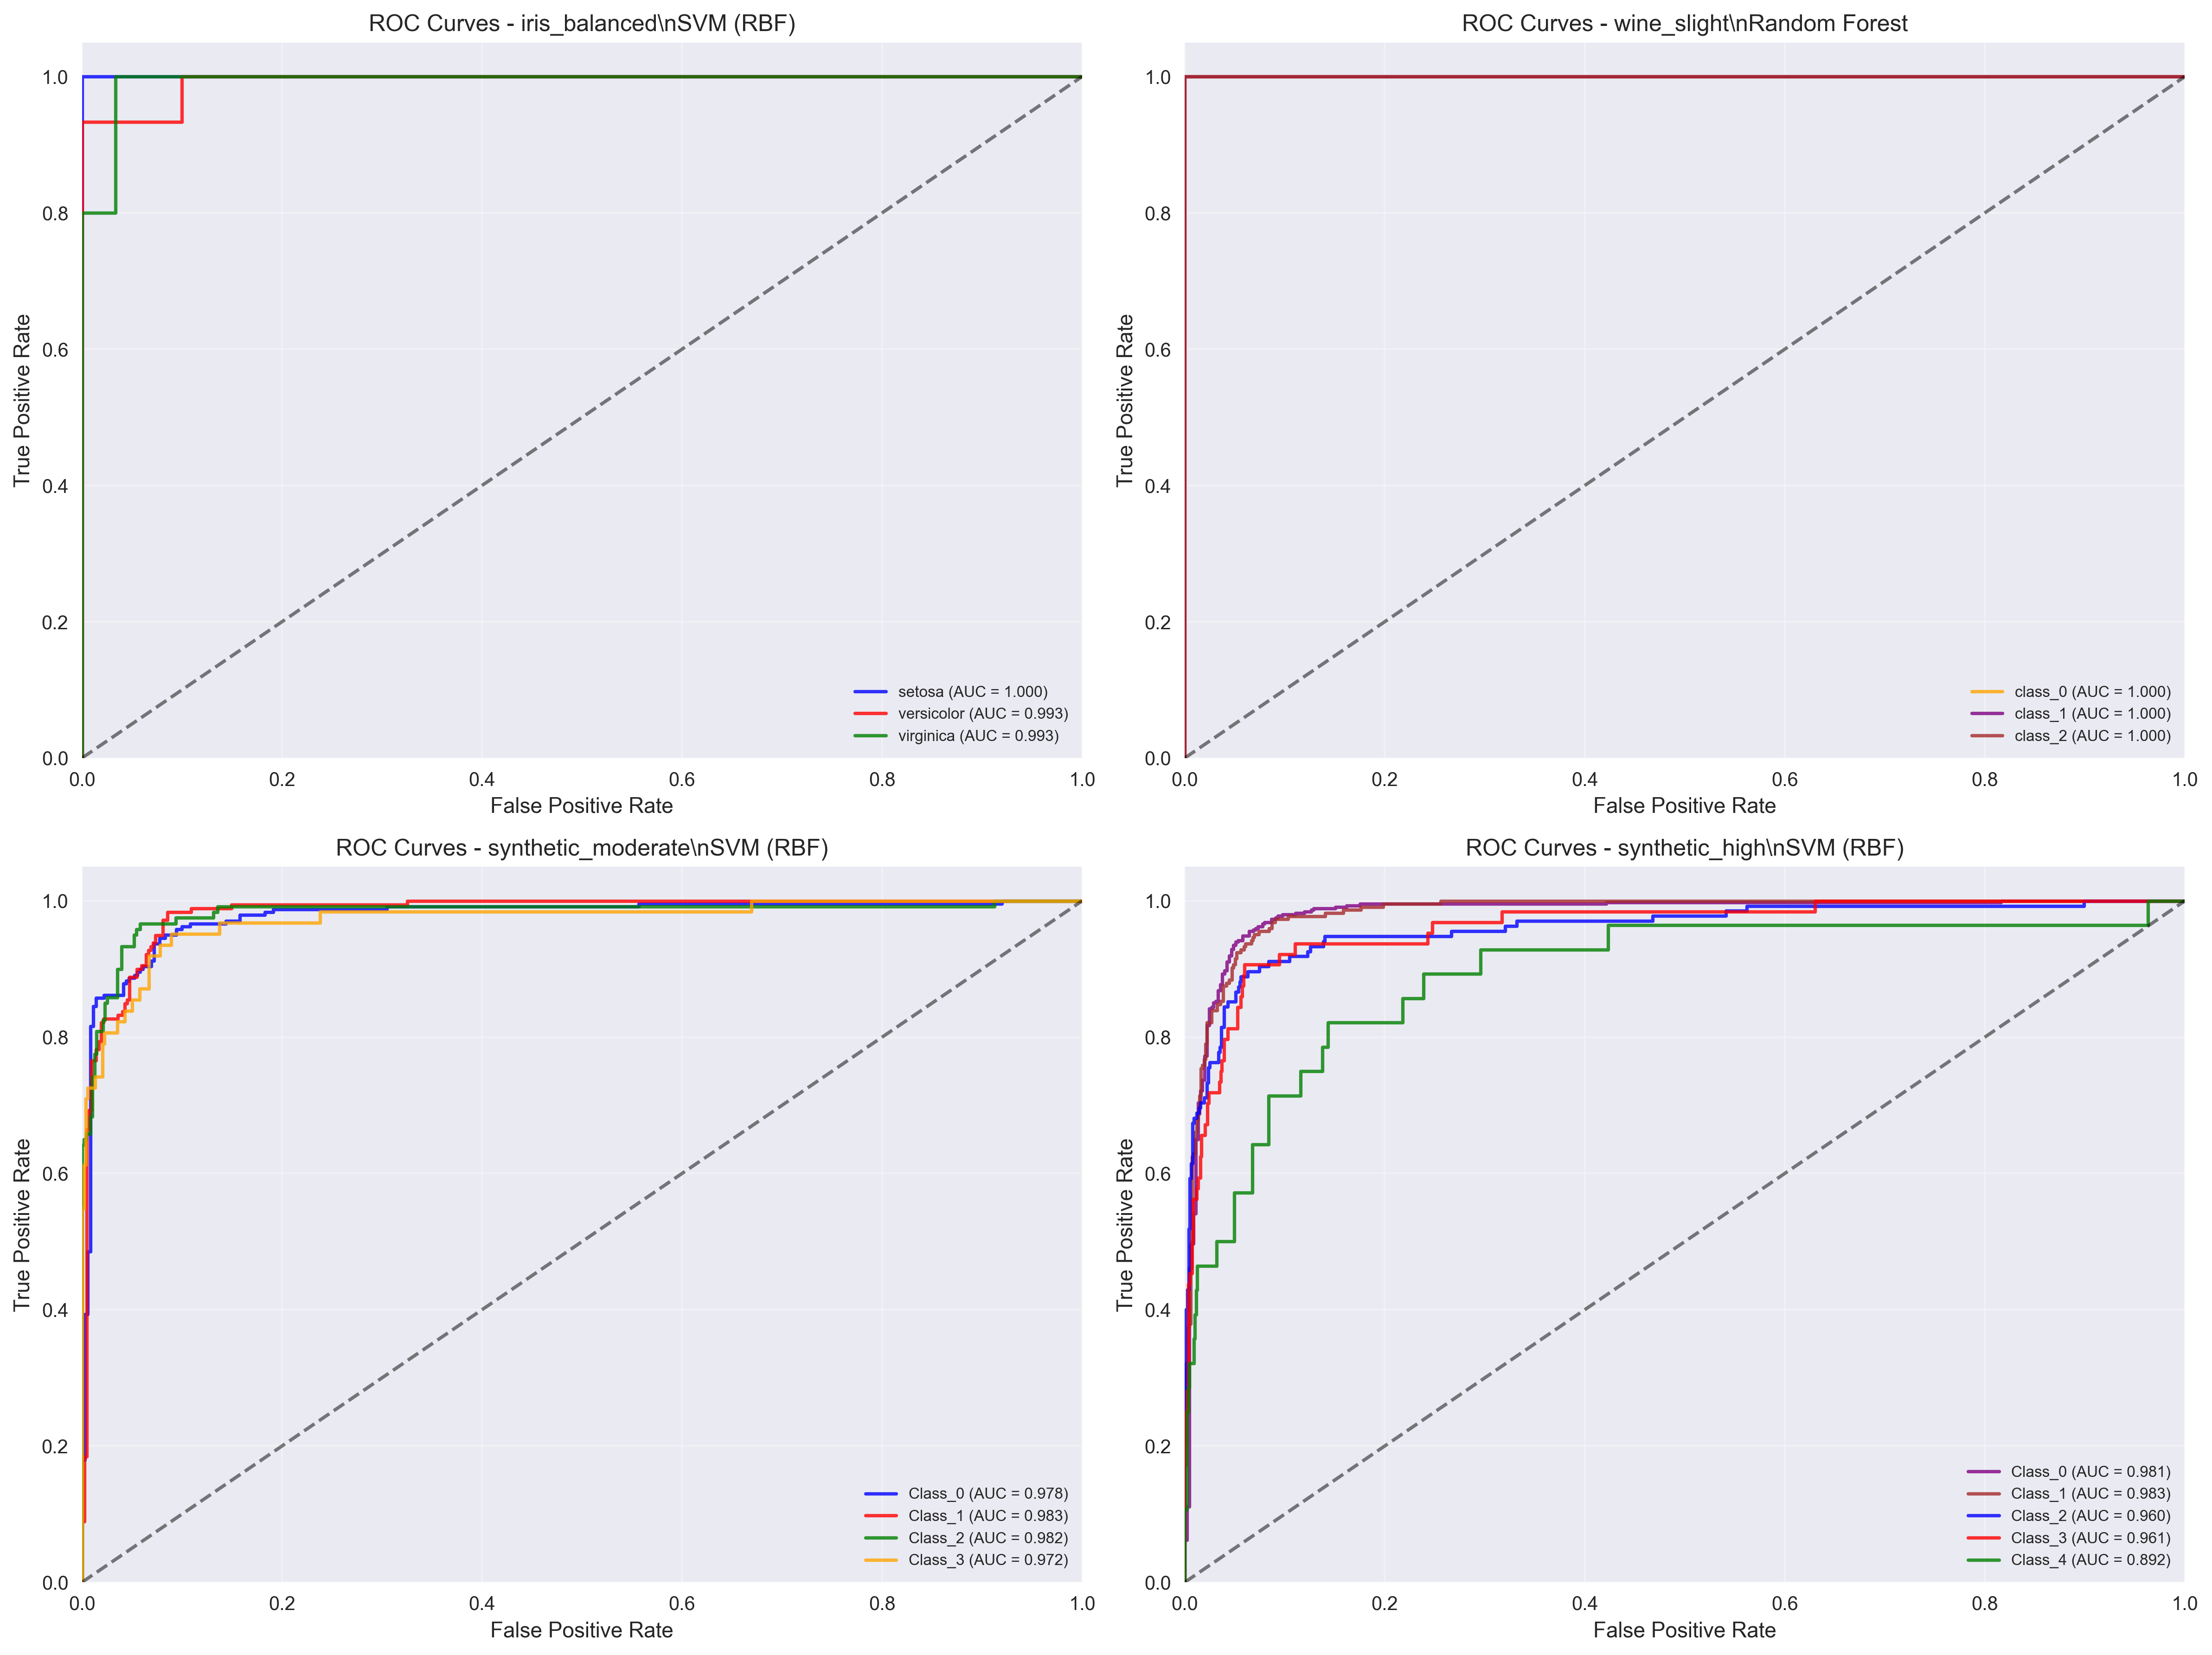 ROC Curves - iris_balanced\nSVM (RBF)
True Positive Rate
1.0
0.8
0.6
0.4
0.2
0.0
setosa (AUC = 1.000)
versicolor (AUC = 0.993)
virginica (AUC = 0.993)
0.0 0.2 0.4 0.6 0.8 1.0
False Positive Rate
ROC Curves - wine_slight\nRandom Forest
True Positive Rate
1.0
0.8
0.6
0.4
0.2
0.0
class_0 (AUC = 1.000)
class_1 (AUC = 1.000)
class_2 (AUC = 1.000)
0.0 0.2 0.4 0.6 0.8 1.0
False Positive Rate
ROC Curves - synthetic_moderate\nSVM (RBF)
True Positive Rate
1.0
0.8
0.6
0.4
0.2
0.0
Class_0 (AUC = 0.978)
Class_1 (AUC = 0.983)
Class_2 (AUC = 0.982)
Class_3 (AUC = 0.972)
0.0 0.2 0.4 0.6 0.8 1.0
False Positive Rate
ROC Curves - synthetic_high\nSVM (RBF)
True Positive Rate
1.0
0.8
0.6
0.4
0.2
0.0
Class_0 (AUC = 0.981)
Class_1 (AUC = 0.983)
Class_2 (AUC = 0.960)
Class_3 (AUC = 0.961)
Class_4 (AUC = 0.892)
0.0 0.2 0.4 0.6 0.8 1.0
False Positive Rate